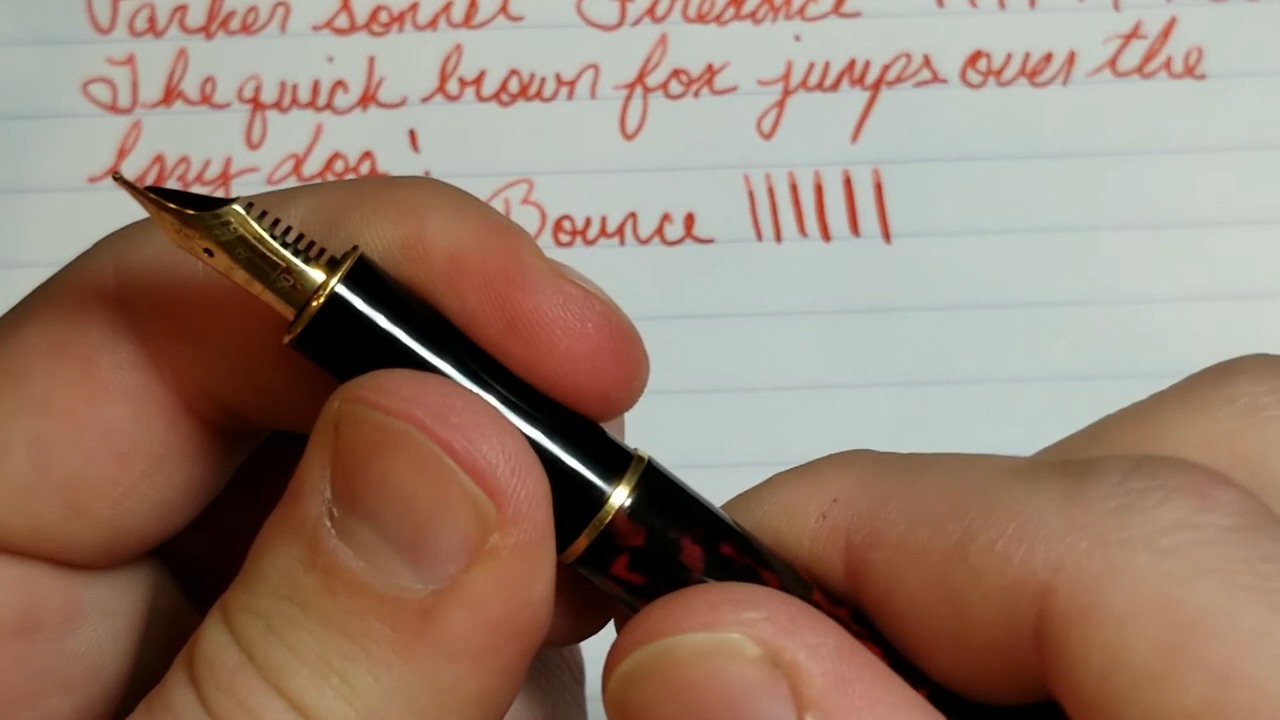 Parker Sonnet Firedance
The quick brown fox jumps over the
lazy dog!
Bounce